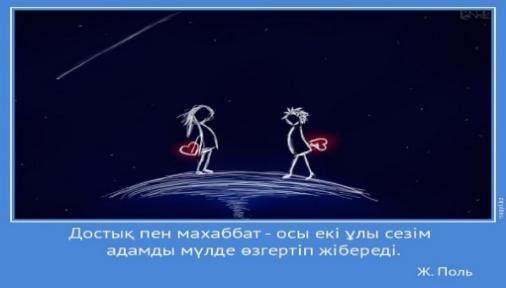 Достық пен махаббат - осы екі ұлы сезім
адамды мүлде өзгертіп жібереді.
Ж. Поль